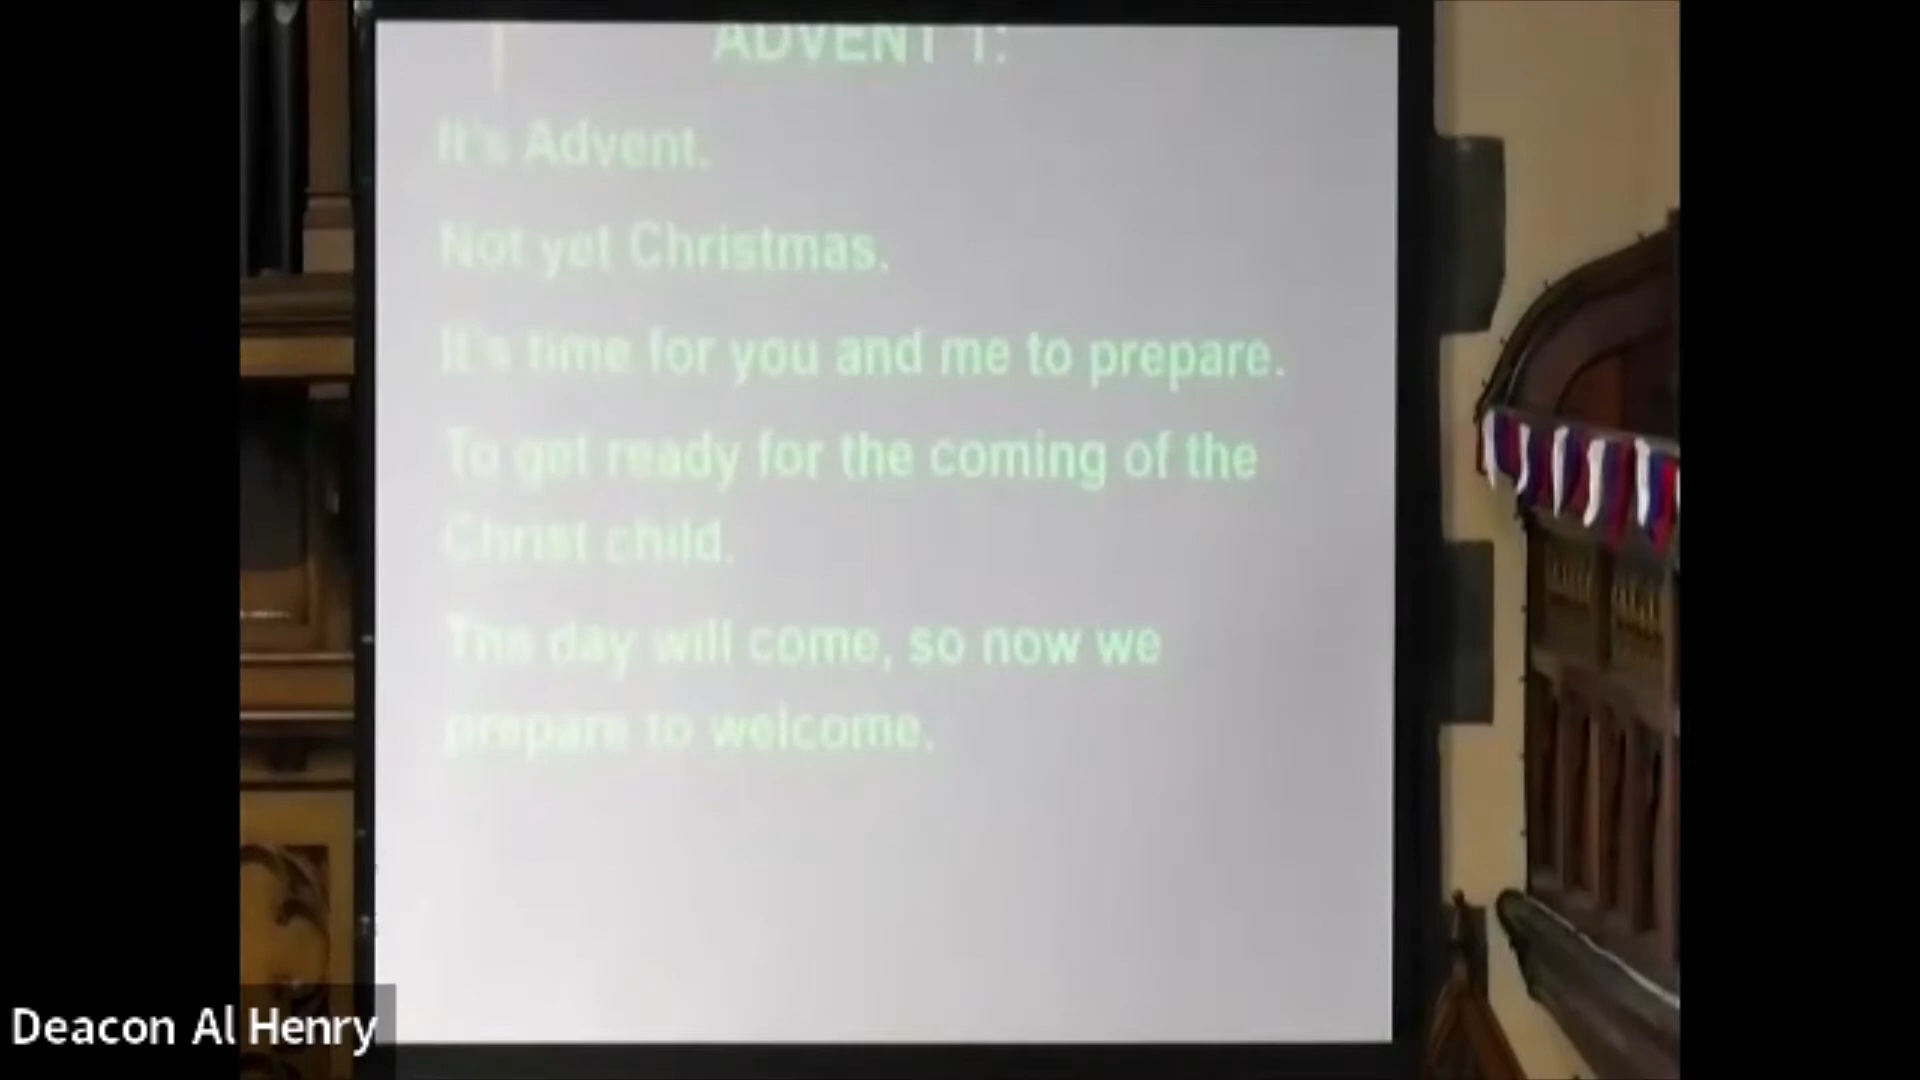 ADVENT 1:
It's Advent.
Not yet Christmas.
It's time for you and me to prepare.
To get ready for the coming of the
Christ child.
The day will come, so now we
prepare to welcome.
Deacon Al Henry